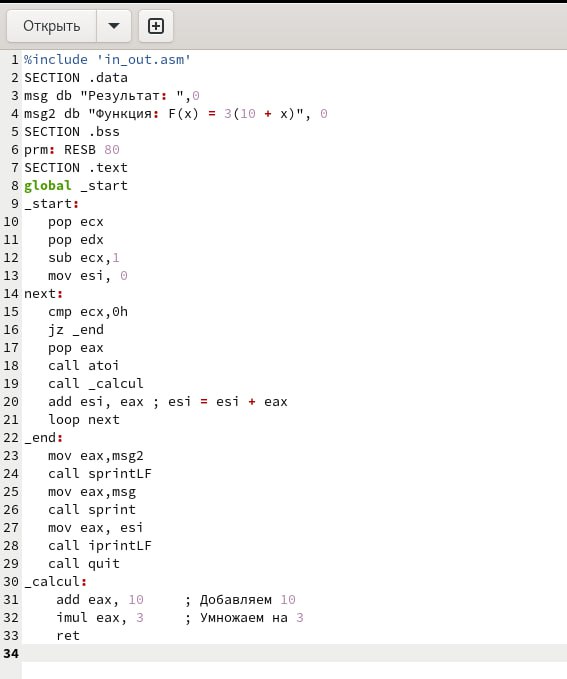 Открыть
1 %include 'in_out.asm'
2 SECTION .data
3 msg db "Результат: ",0
4 msg2 db "Функция: F(x) = 3(10 + x)", 0
5 SECTION .bss
6 prm: RESB 80
7 SECTION .text
8 global _start
9 _start:
10    pop ecx
11    pop edx
12    sub ecx,1
13    mov esi, 0
14 next:
15    cmp ecx,0h
16    jz _end
17    pop eax
18    call atoi
19    call _calcul
20    add esi, eax ; esi = esi + eax
21    loop next
22 _end:
23    mov eax,msg2
24    call sprintLF
25    mov eax,msg
26    call sprint
27    mov eax, esi
28    call iprintLF
29    call quit
30 _calcul:
31     add eax, 10     ; Добавляем 10
32     imul eax, 3     ; Умножаем на 3
33     ret
34